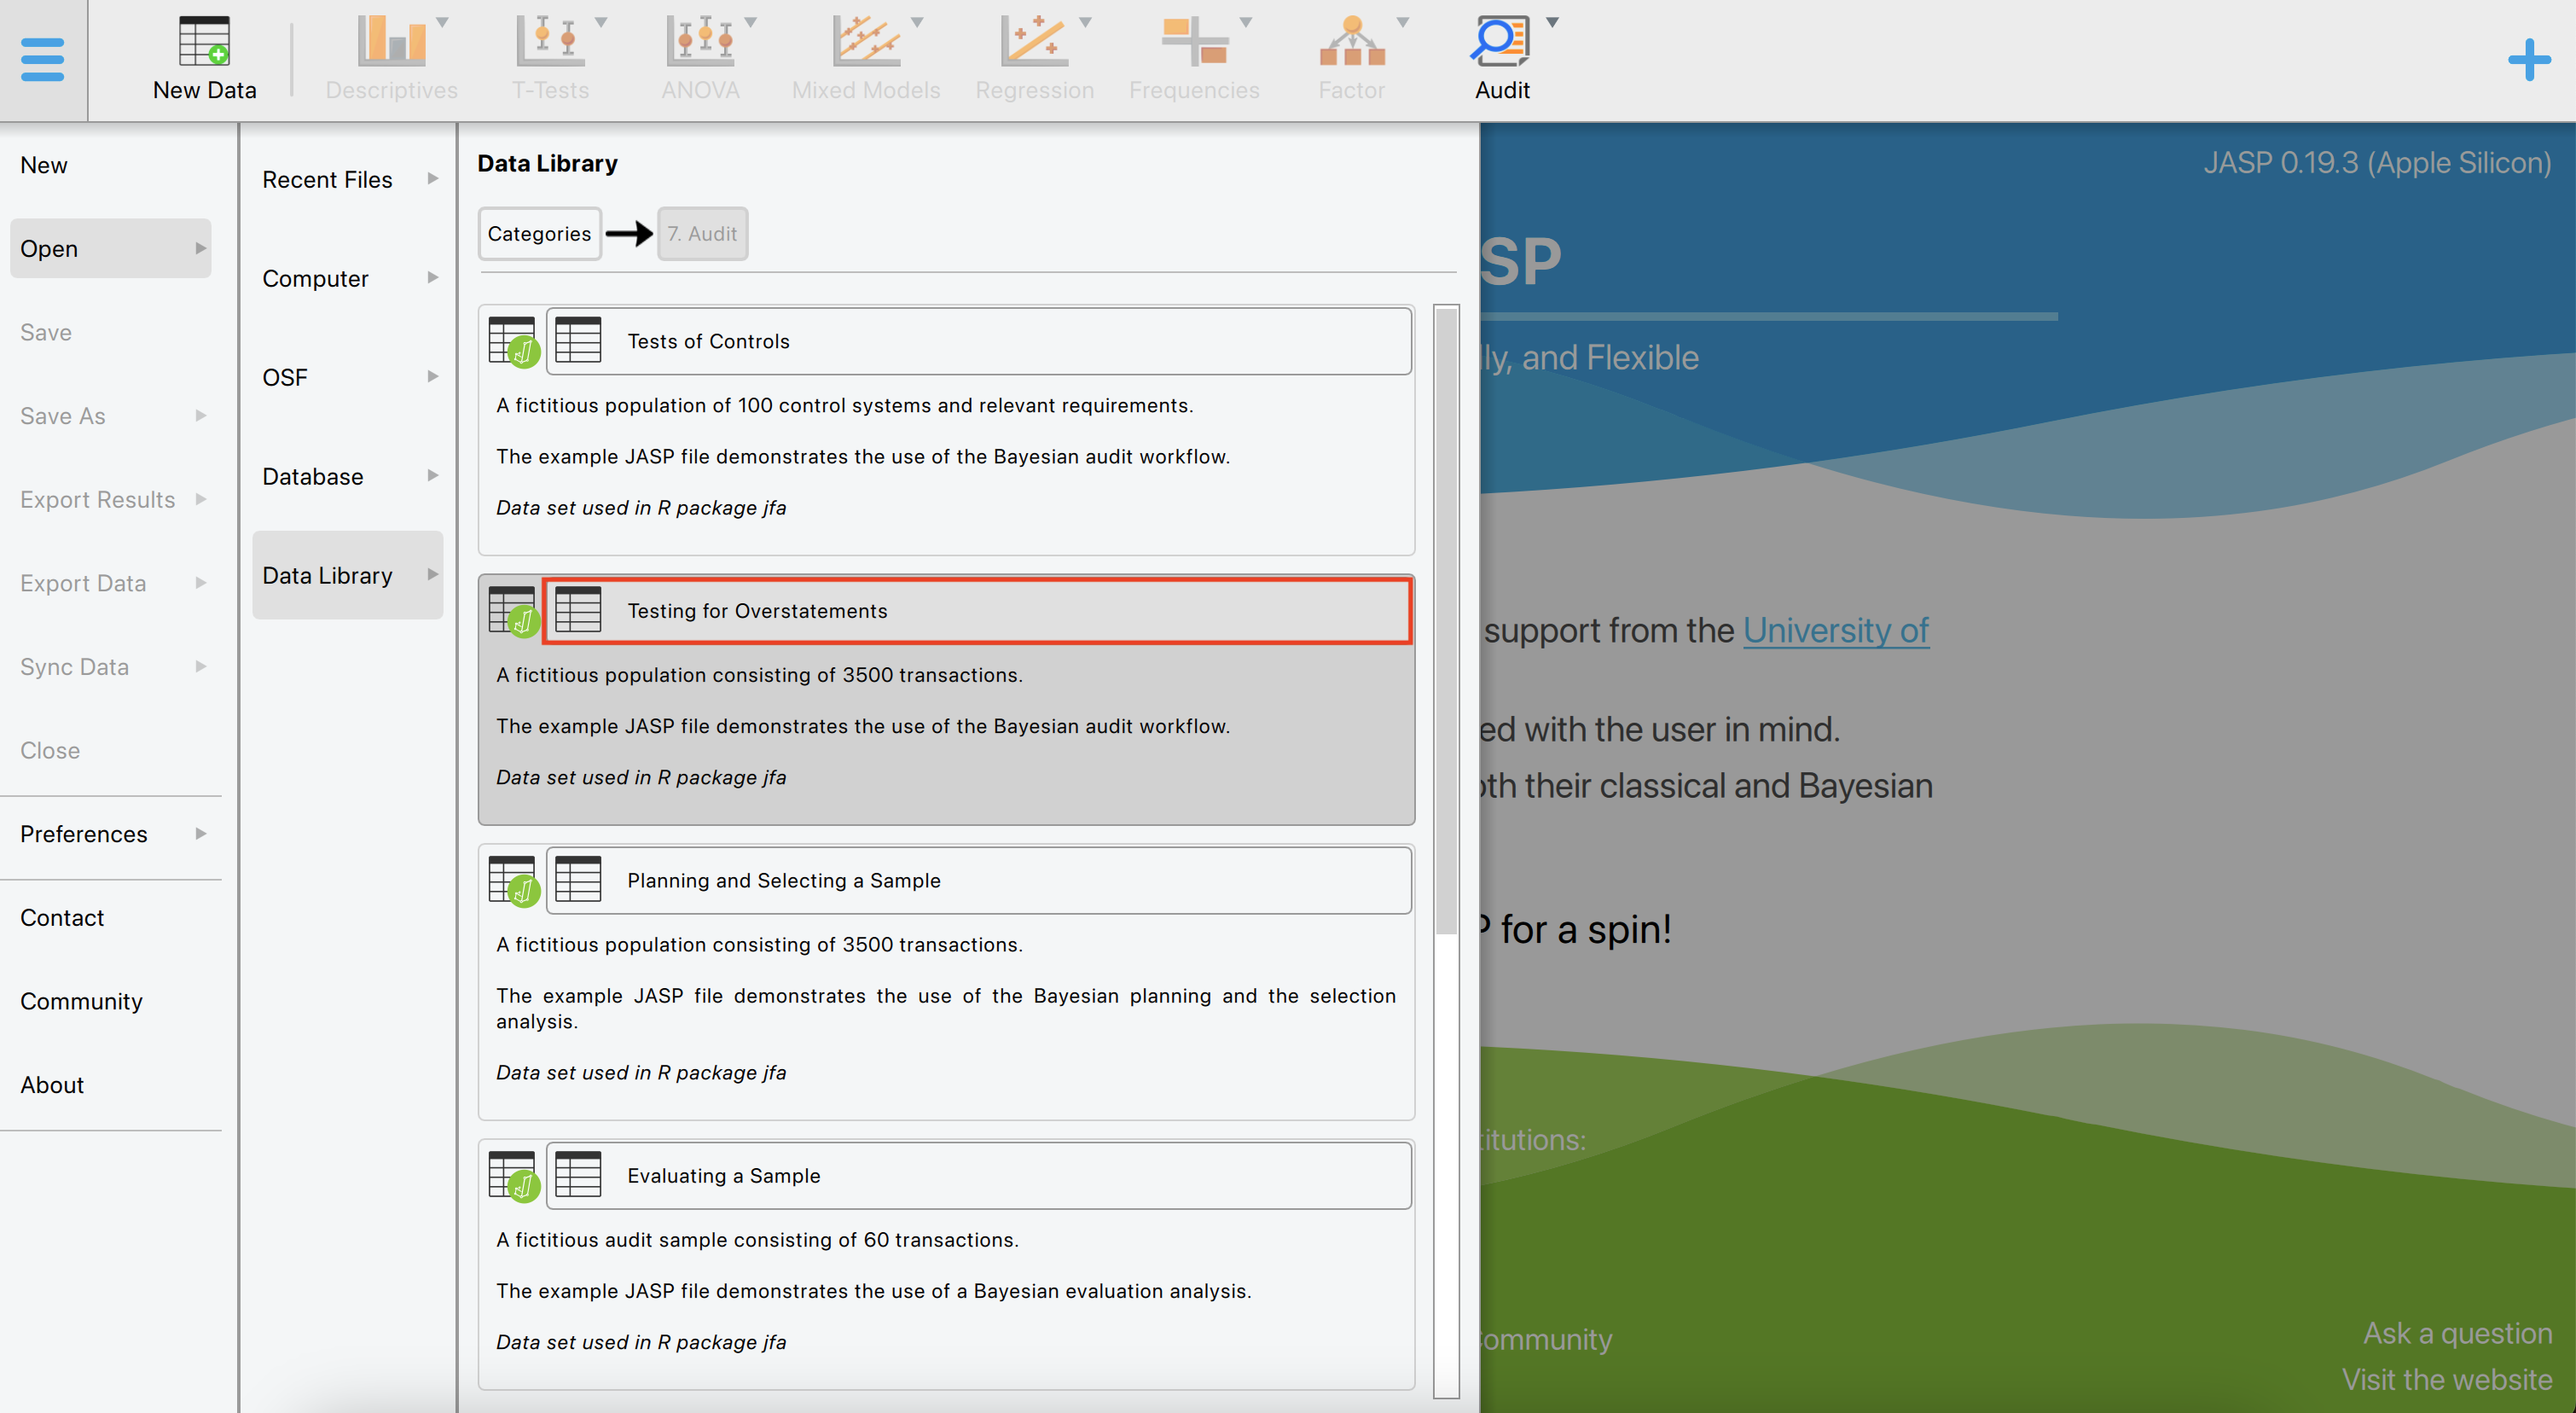 New Data
Descriptives
T-Tests
ANOVA
Mixed Models
Regression
Frequencies
Factor
Audit
New
Open
Save
Save As
Export Results
Export Data
Sync Data
Close
Preferences
Contact
Community
About
Recent Files
Computer
OSF
Database
Data Library
Data Library
Categories
7. Audit
Tests of Controls
A fictitious population of 100 control systems and relevant requirements.
The example JASP file demonstrates the use of the Bayesian audit workflow.
Data set used in R package jfa
Testing for Overstatements
A fictitious population consisting of 3500 transactions.
The example JASP file demonstrates the use of the Bayesian audit workflow.
Data set used in R package jfa
Planning and Selecting a Sample
A fictitious population consisting of 3500 transactions.
The example JASP file demonstrates the use of the Bayesian planning and the selection
analysis.
Data set used in R package jfa
Evaluating a Sample
A fictitious audit sample consisting of 60 transactions.
The example JASP file demonstrates the use of a Bayesian evaluation analysis.
Data set used in R package jfa
JASP 0.19.3 (Apple Silicon)
SP
lly, and Flexible
support from the University of
ed with the user in mind.
oth their classical and Bayesian
P for a spin!
titutions:
Community
Ask a question
Visit the website